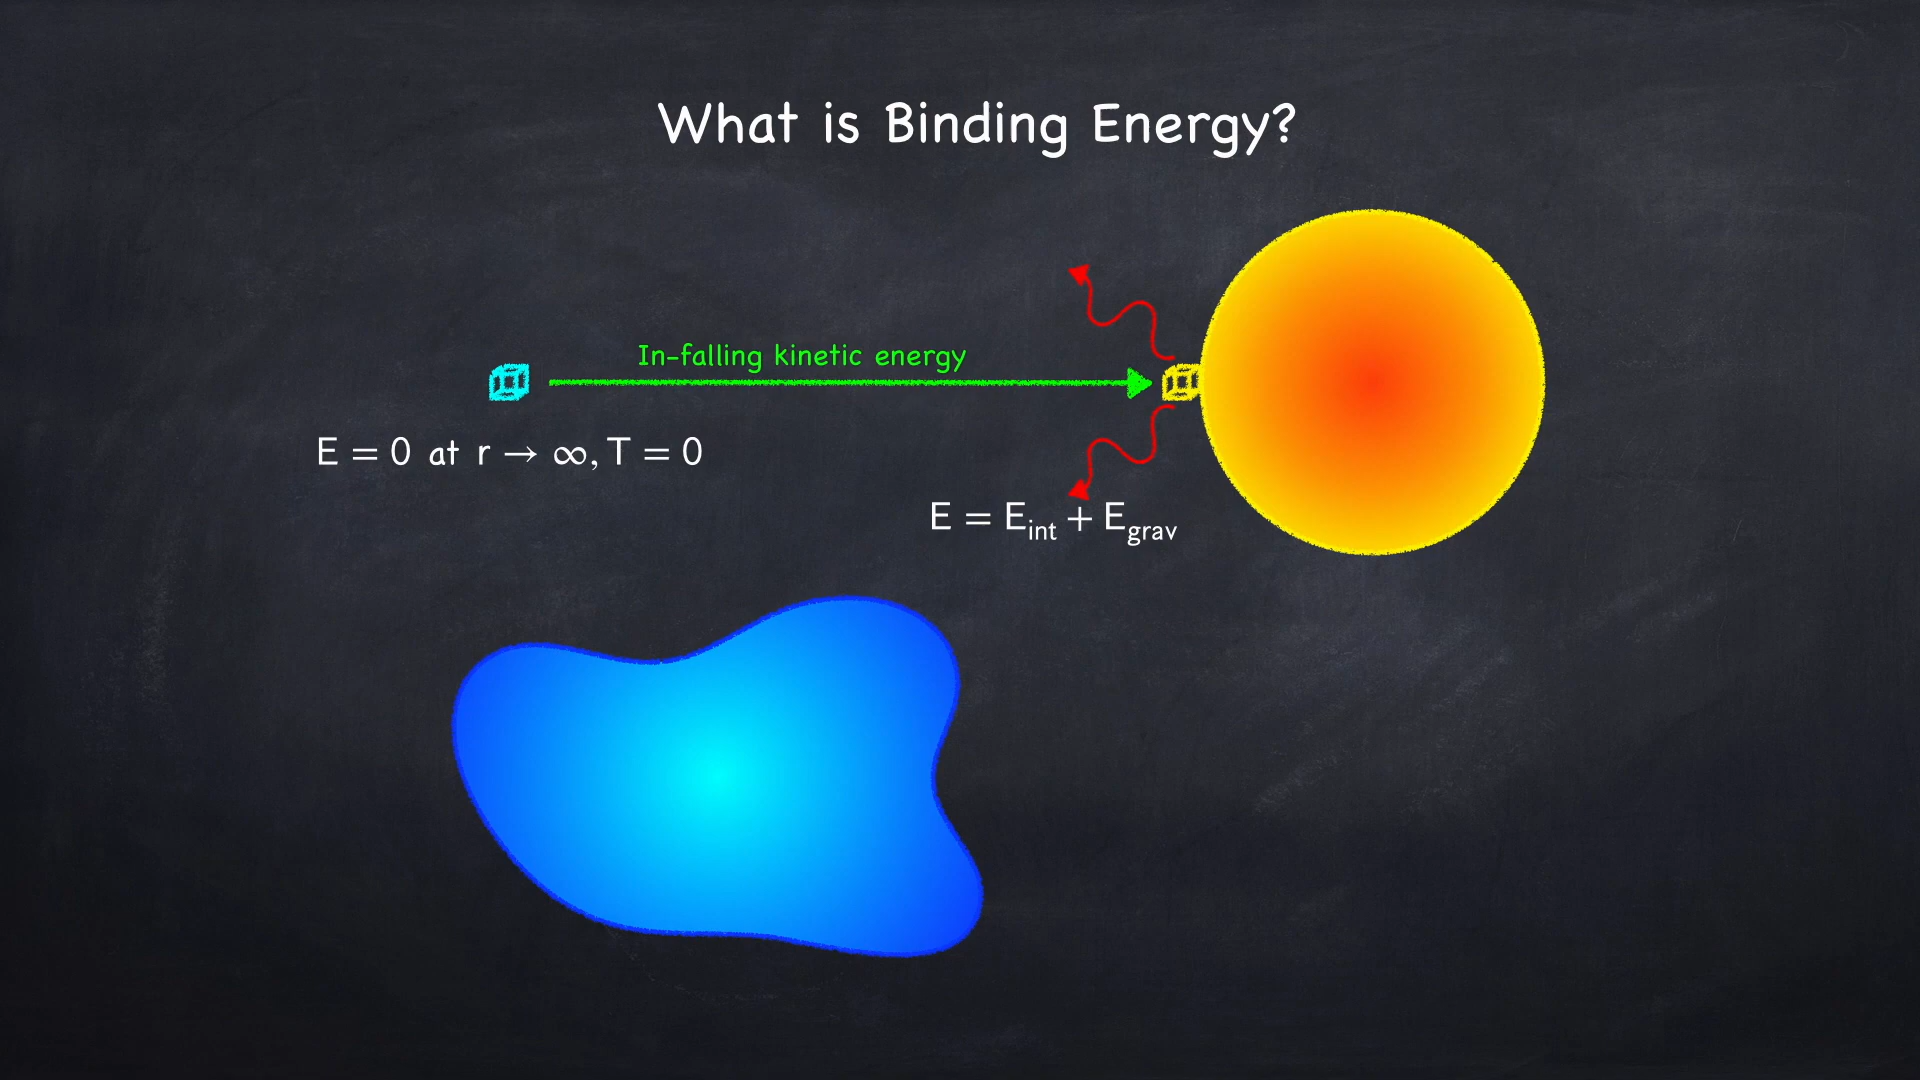 What is Binding Energy?
In-falling kinetic energy
E = 0 at r → ∞, T = 0
E = E_int + E_grav